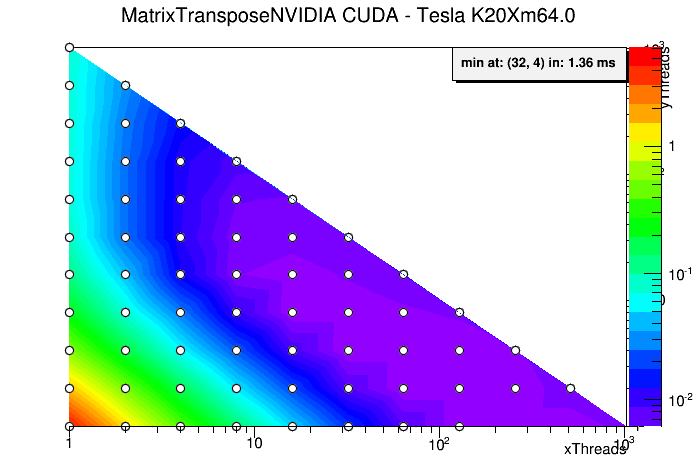 MatrixTransposeNVIDIA CUDA - Tesla K20Xm64.0
min at: (32, 4) in: 1.36 ms
yThreads
1
10⁻¹
10⁻²
1 10 10² 10³
xThreads